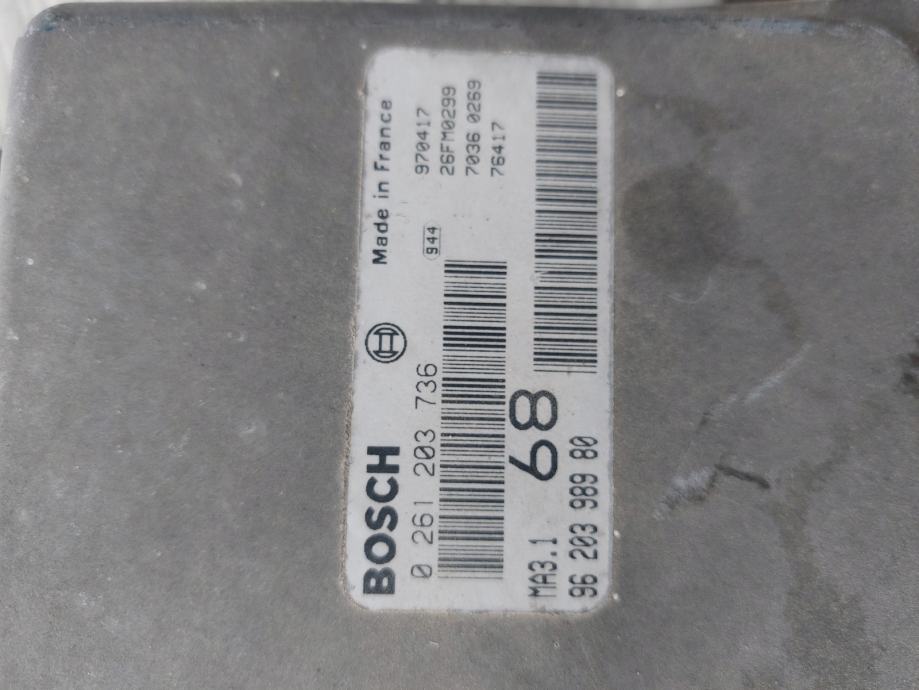 BOSCH
Made in France
0 261 203 736
944
970417
26FM0299
7036 0269
76417
68
MA3.1
96 203 989 80